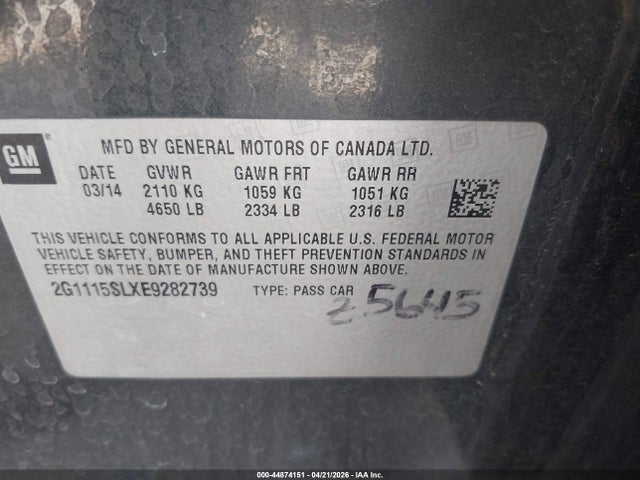 GM ®
MFD BY GENERAL MOTORS OF CANADA LTD.
DATE GVWR GAWR FRT GAWR RR
03/14 2110 KG 1059 KG 1051 KG
4650 LB 2334 LB 2316 LB
THIS VEHICLE CONFORMS TO ALL APPLICABLE U.S. FEDERAL MOTOR
VEHICLE SAFETY, BUMPER, AND THEFT PREVENTION STANDARDS IN
EFFECT ON THE DATE OF MANUFACTURE SHOWN ABOVE.
2G1115SLXE9282739 TYPE: PASS CAR
z 5645
000-44874151 - 04/21/2026 - IAA Inc.